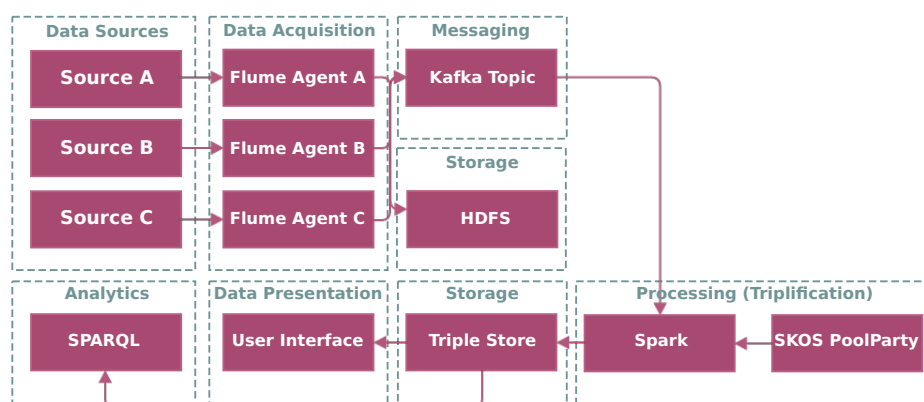 Data Sources
Data Acquisition
Messaging
Source A
Flume Agent A
Kafka Topic
Source B
Flume Agent B
Storage
Source C
Flume Agent C
HDFS
Analytics
Data Presentation
Storage
Processing (Triplification)
SPARQL
User Interface
Triple Store
Spark
SKOS PoolParty